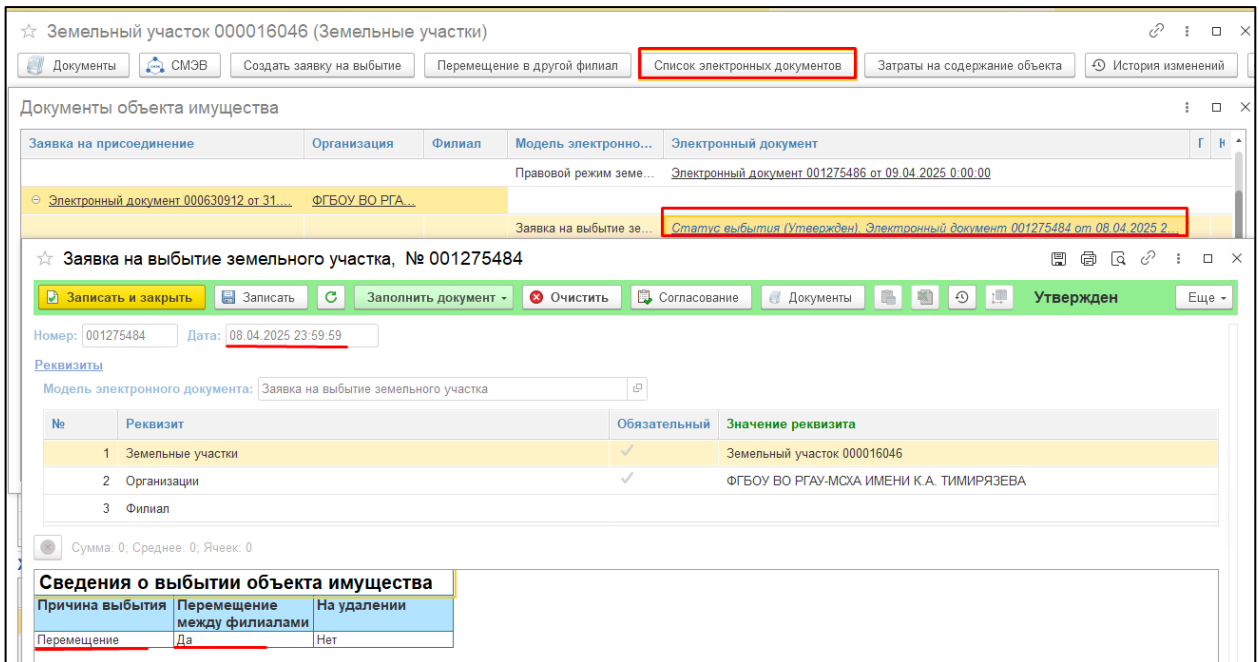 Земельный участок 000016046 (Земельные участки)
Документы СМЭВ Создать заявку на выбытие Перемещение в другой филиал Список электронных документов Затраты на содержание объекта История изменений
Документы объекта имущества
Заявка на присоединение Организация Филиал Модель электронно... Электронный документ Г
Правовой режим земе... Электронный документ 001275486 от 09.04.2025 0:00:00
Электронный документ 000630912 от 31.... ФГБОУ ВО РГА...
Заявка на выбытие зе... Статус выбытия (Утвержден). Электронный документ 001275484 от 08.04.2025 2...
Заявка на выбытие земельного участка, № 001275484
Записать и закрыть Записать Заполнить документ Очистить Согласование Документы Утвержден Еще
Номер: 001275484 Дата: 08.04.2025 23:59:59
Реквизиты
Модель электронного документа: Заявка на выбытие земельного участка
№ Реквизит Обязательный Значение реквизита
1 Земельные участки Земельный участок 000016046
2 Организации ФГБОУ ВО РГАУ-МСХА ИМЕНИ К.А. ТИМИРЯЗЕВА
3 Филиал
Сумма: 0; Среднее: 0; Ячеек: 0
Сведения о выбытии объекта имущества
Причина выбытия Перемещение На удалении
между филиалами
Перемещение Да Нет